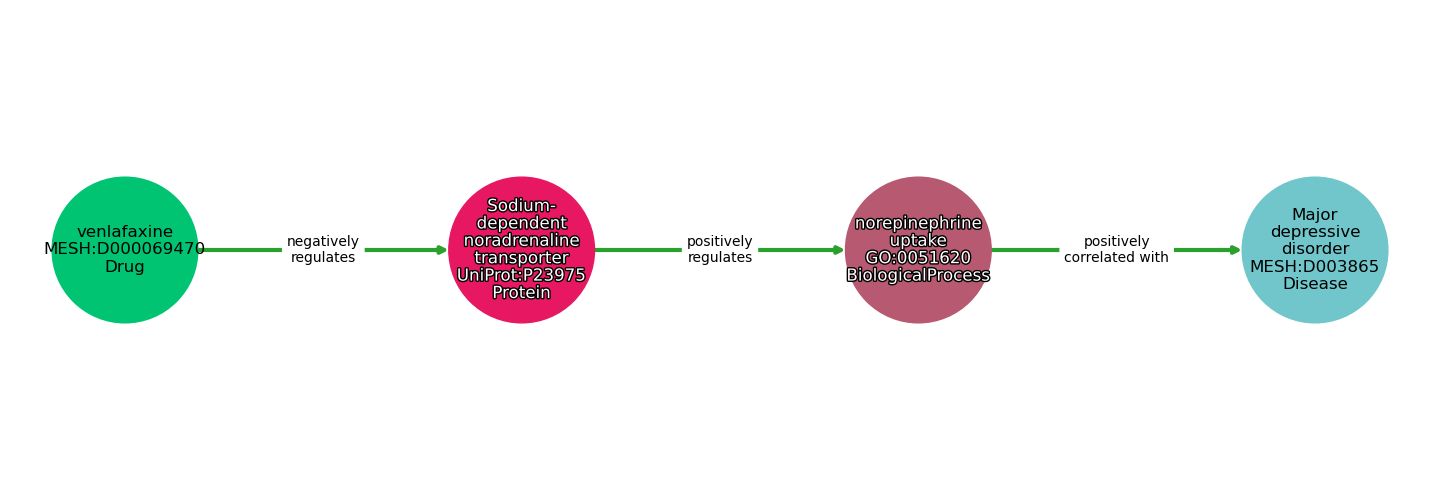 venlafaxine
MESH:D000069470
Drug
negatively
regulates
Sodium-
dependent
noradrenaline
transporter
UniProt:P23975
Protein
positively
regulates
norepinephrine
uptake
GO:0051620
BiologicalProcess
positively
correlated with
Major
depressive
disorder
MESH:D003865
Disease